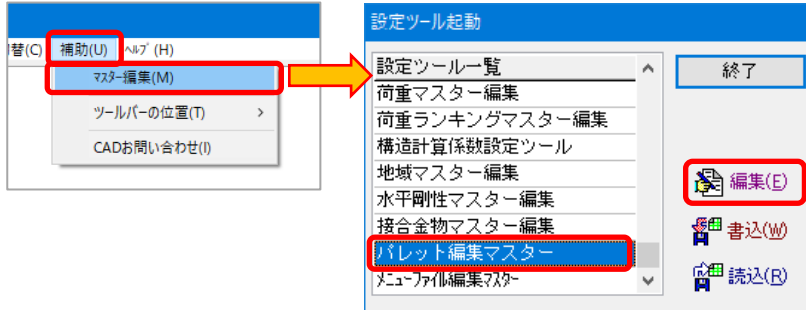 替(C) 補助(U) ﾍﾙﾌﾟ(H)
ﾏｽﾀｰ編集(M)
ツールバーの位置(T) >
CADお問い合わせ(I)
設定ツール起動
設定ツール一覧
荷重マスター編集
荷重ランキングマスター編集
構造計算係数設定ツール
地域マスター編集
水平剛性マスター編集
接合金物マスター編集
パレット編集マスター
ﾒﾆｭｰﾌｧｲﾙ編集ﾏｽﾀｰ
終了
編集(E)
書込(W)
読込(R)